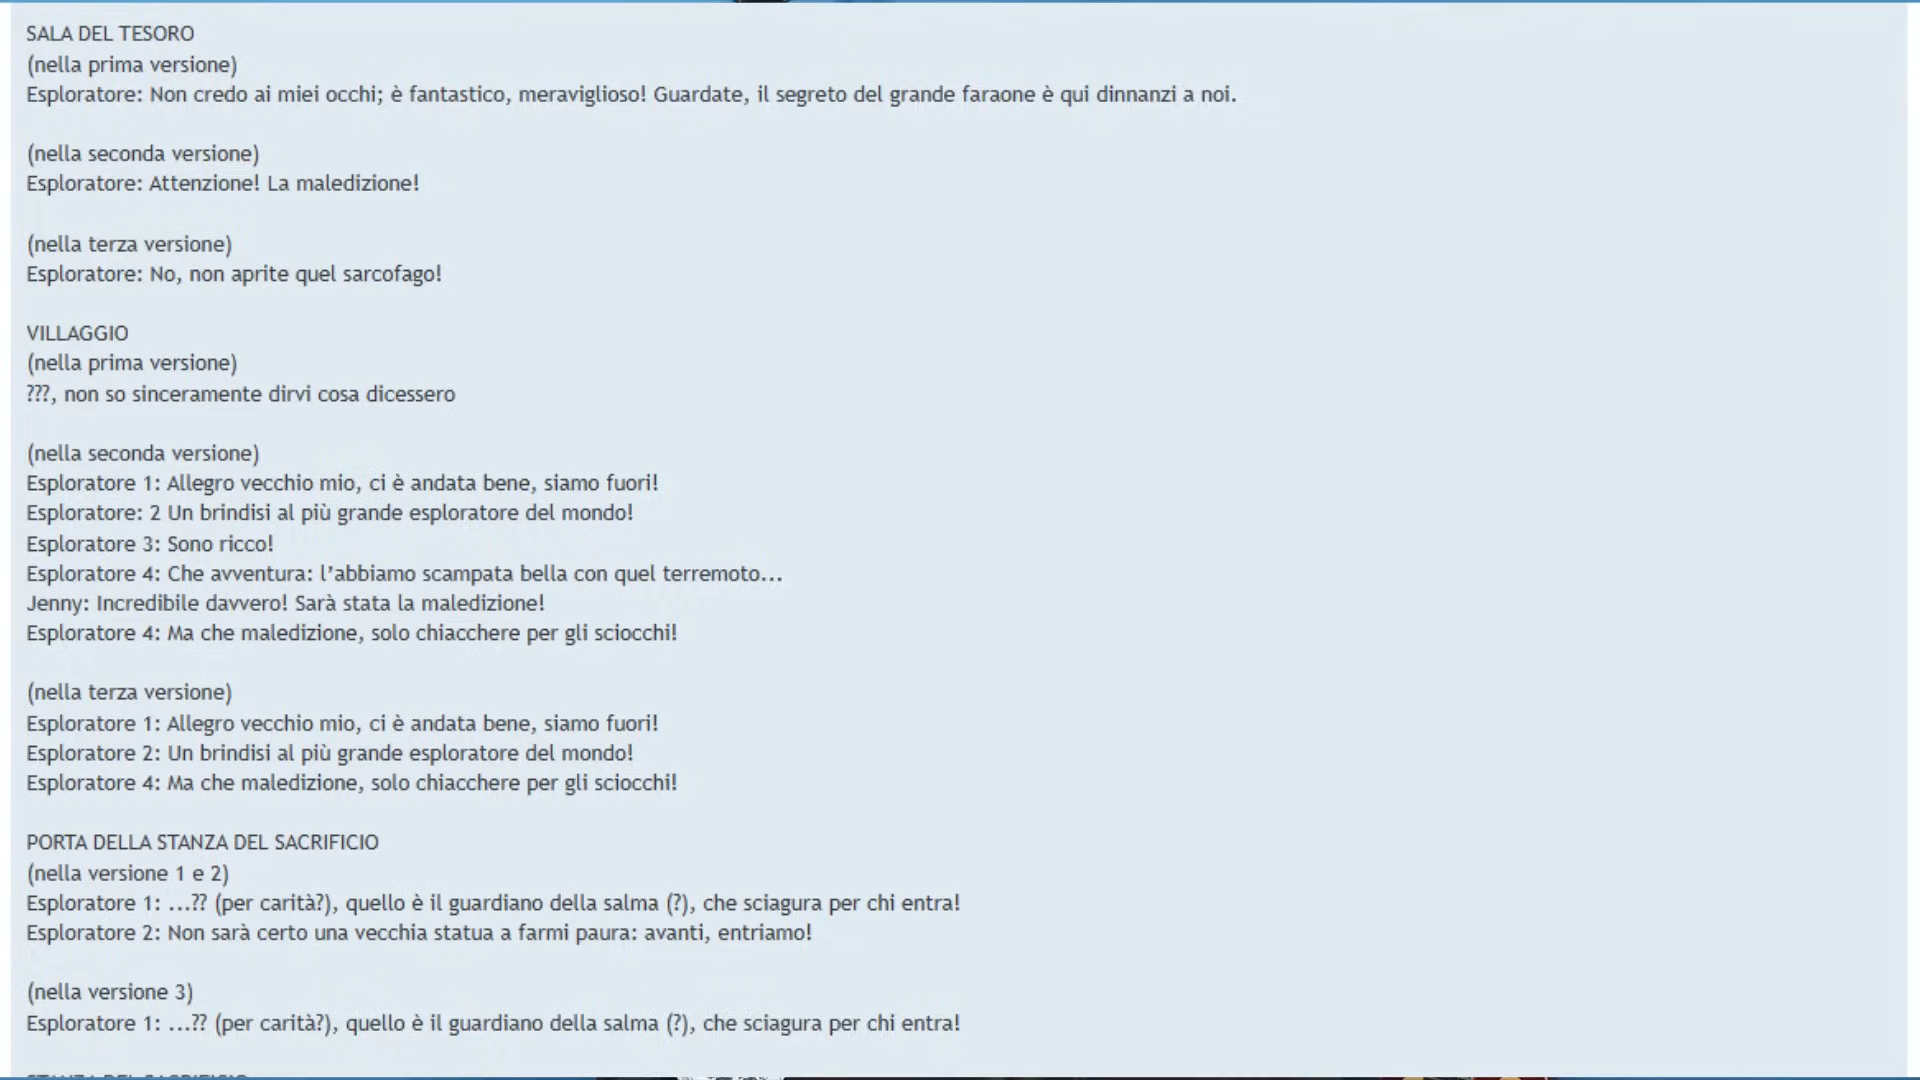 SALA DEL TESORO
(nella prima versione)
Esploratore: Non credo ai miei occhi; è fantastico, meraviglioso! Guardate, il segreto del grande faraone è qui dinnanzi a noi.
(nella seconda versione)
Esploratore: Attenzione! La maledizione!
(nella terza versione)
Esploratore: No, non aprite quel sarcofago!
VILLAGGIO
(nella prima versione)
???, non so sinceramente dirvi cosa dicessero
(nella seconda versione)
Esploratore 1: Allegro vecchio mio, ci è andata bene, siamo fuori!
Esploratore: 2 Un brindisi al più grande esploratore del mondo!
Esploratore 3: Sono ricco!
Esploratore 4: Che avventura: l’abbiamo scampata bella con quel terremoto...
Jenny: Incredibile davvero! Sarà stata la maledizione!
Esploratore 4: Ma che maledizione, solo chiacchere per gli sciocchi!
(nella terza versione)
Esploratore 1: Allegro vecchio mio, ci è andata bene, siamo fuori!
Esploratore 2: Un brindisi al più grande esploratore del mondo!
Esploratore 4: Ma che maledizione, solo chiacchere per gli sciocchi!
PORTA DELLA STANZA DEL SACRIFICIO
(nella versione 1 e 2)
Esploratore 1: ...?? (per carità?), quello è il guardiano della salma (?), che sciagura per chi entra!
Esploratore 2: Non sarà certo una vecchia statua a farmi paura: avanti, entriamo!
(nella versione 3)
Esploratore 1: ...?? (per carità?), quello è il guardiano della salma (?), che sciagura per chi entra!
STANZA DEL SACRIFICIO